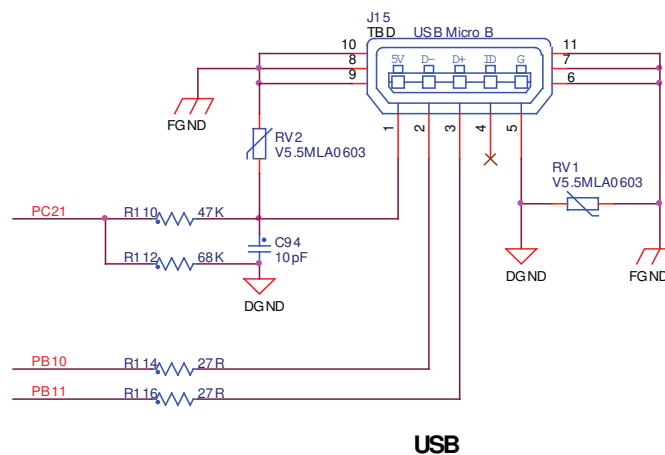 J15
TBD USB Micro B
10 11
8 7
9 6
5V D- D+ ID G
1 2 3 4 5
FGND
RV2
V5.5MLA0603
RV1
V5.5MLA0603
PC21 R110 47K
C94
10pF
R112 68K
DGND
DGND
FGND
PB10 R114 27R
PB11 R116 27R
USB